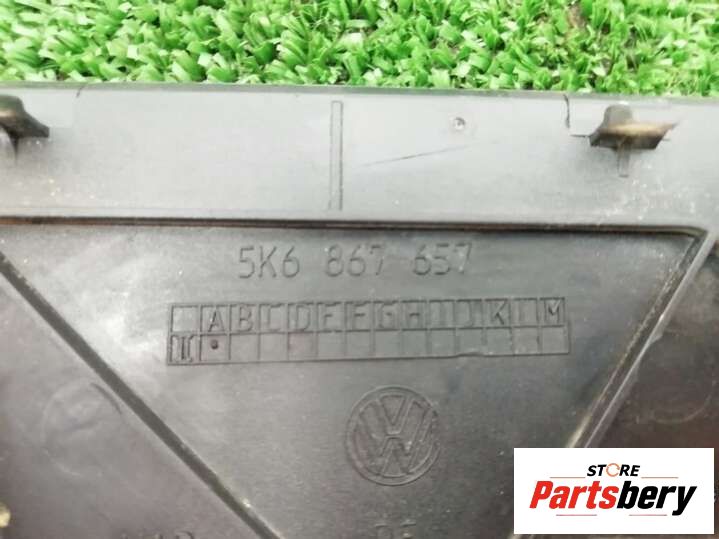 5K6 867 657
A B C D E F G H I J K L M
VW
STORE
Partsbery